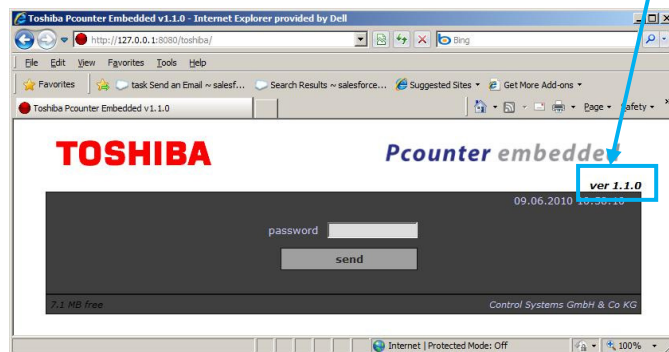 Toshiba Pcounter Embedded v1.1.0 - Internet Explorer provided by Dell
http://127.0.0.1:8080/toshiba/
Bing
File Edit View Favorites Tools Help
Favorites task Send an Email ~ salesf... Search Results ~ salesforce... Suggested Sites Get More Add-ons
Toshiba Pcounter Embedded v1.1.0 Page Safety »
TOSHIBA Pcounter embedded
ver 1.1.0
09.06.2010
password
send
7.1 MB free Control Systems GmbH & Co KG
Internet | Protected Mode: Off 100%